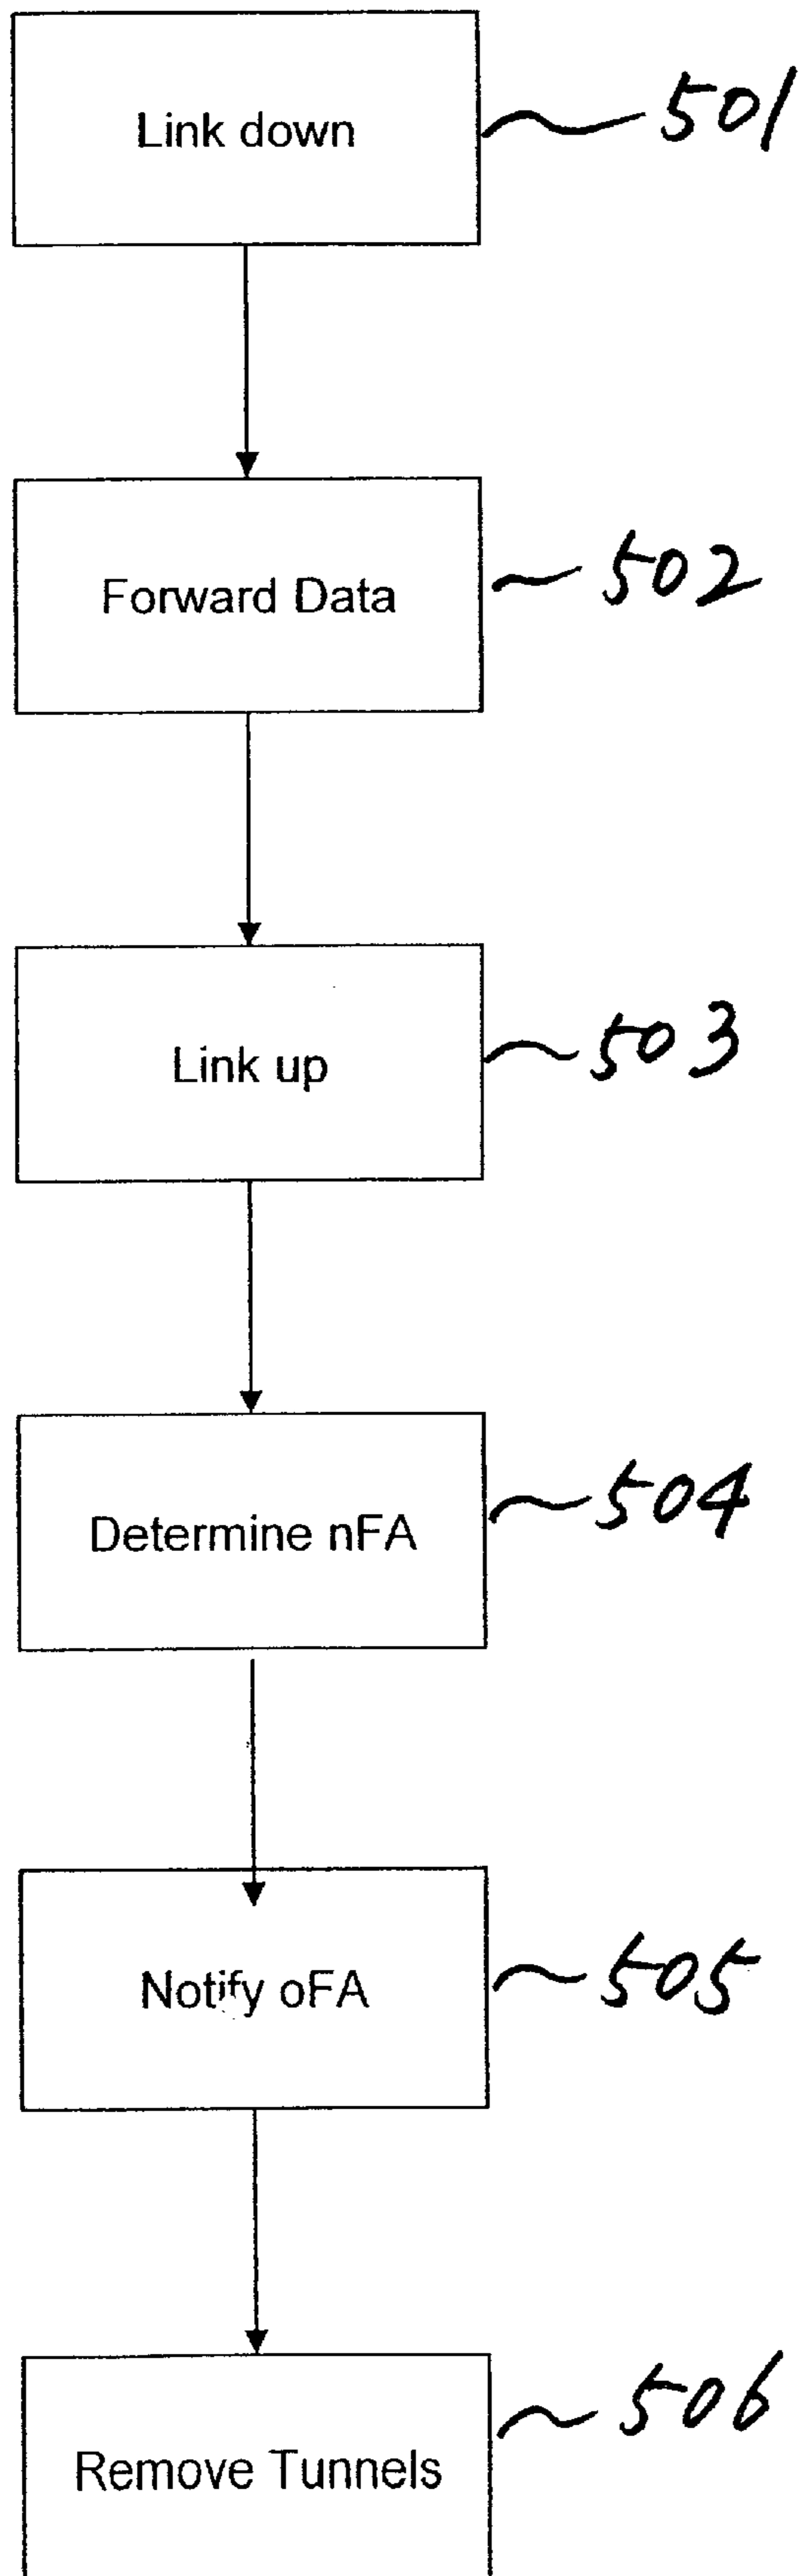 Link down
501
Forward Data
502
Link up
503
Determine nFA
504
Notify oFA
505
Remove Tunnels
506